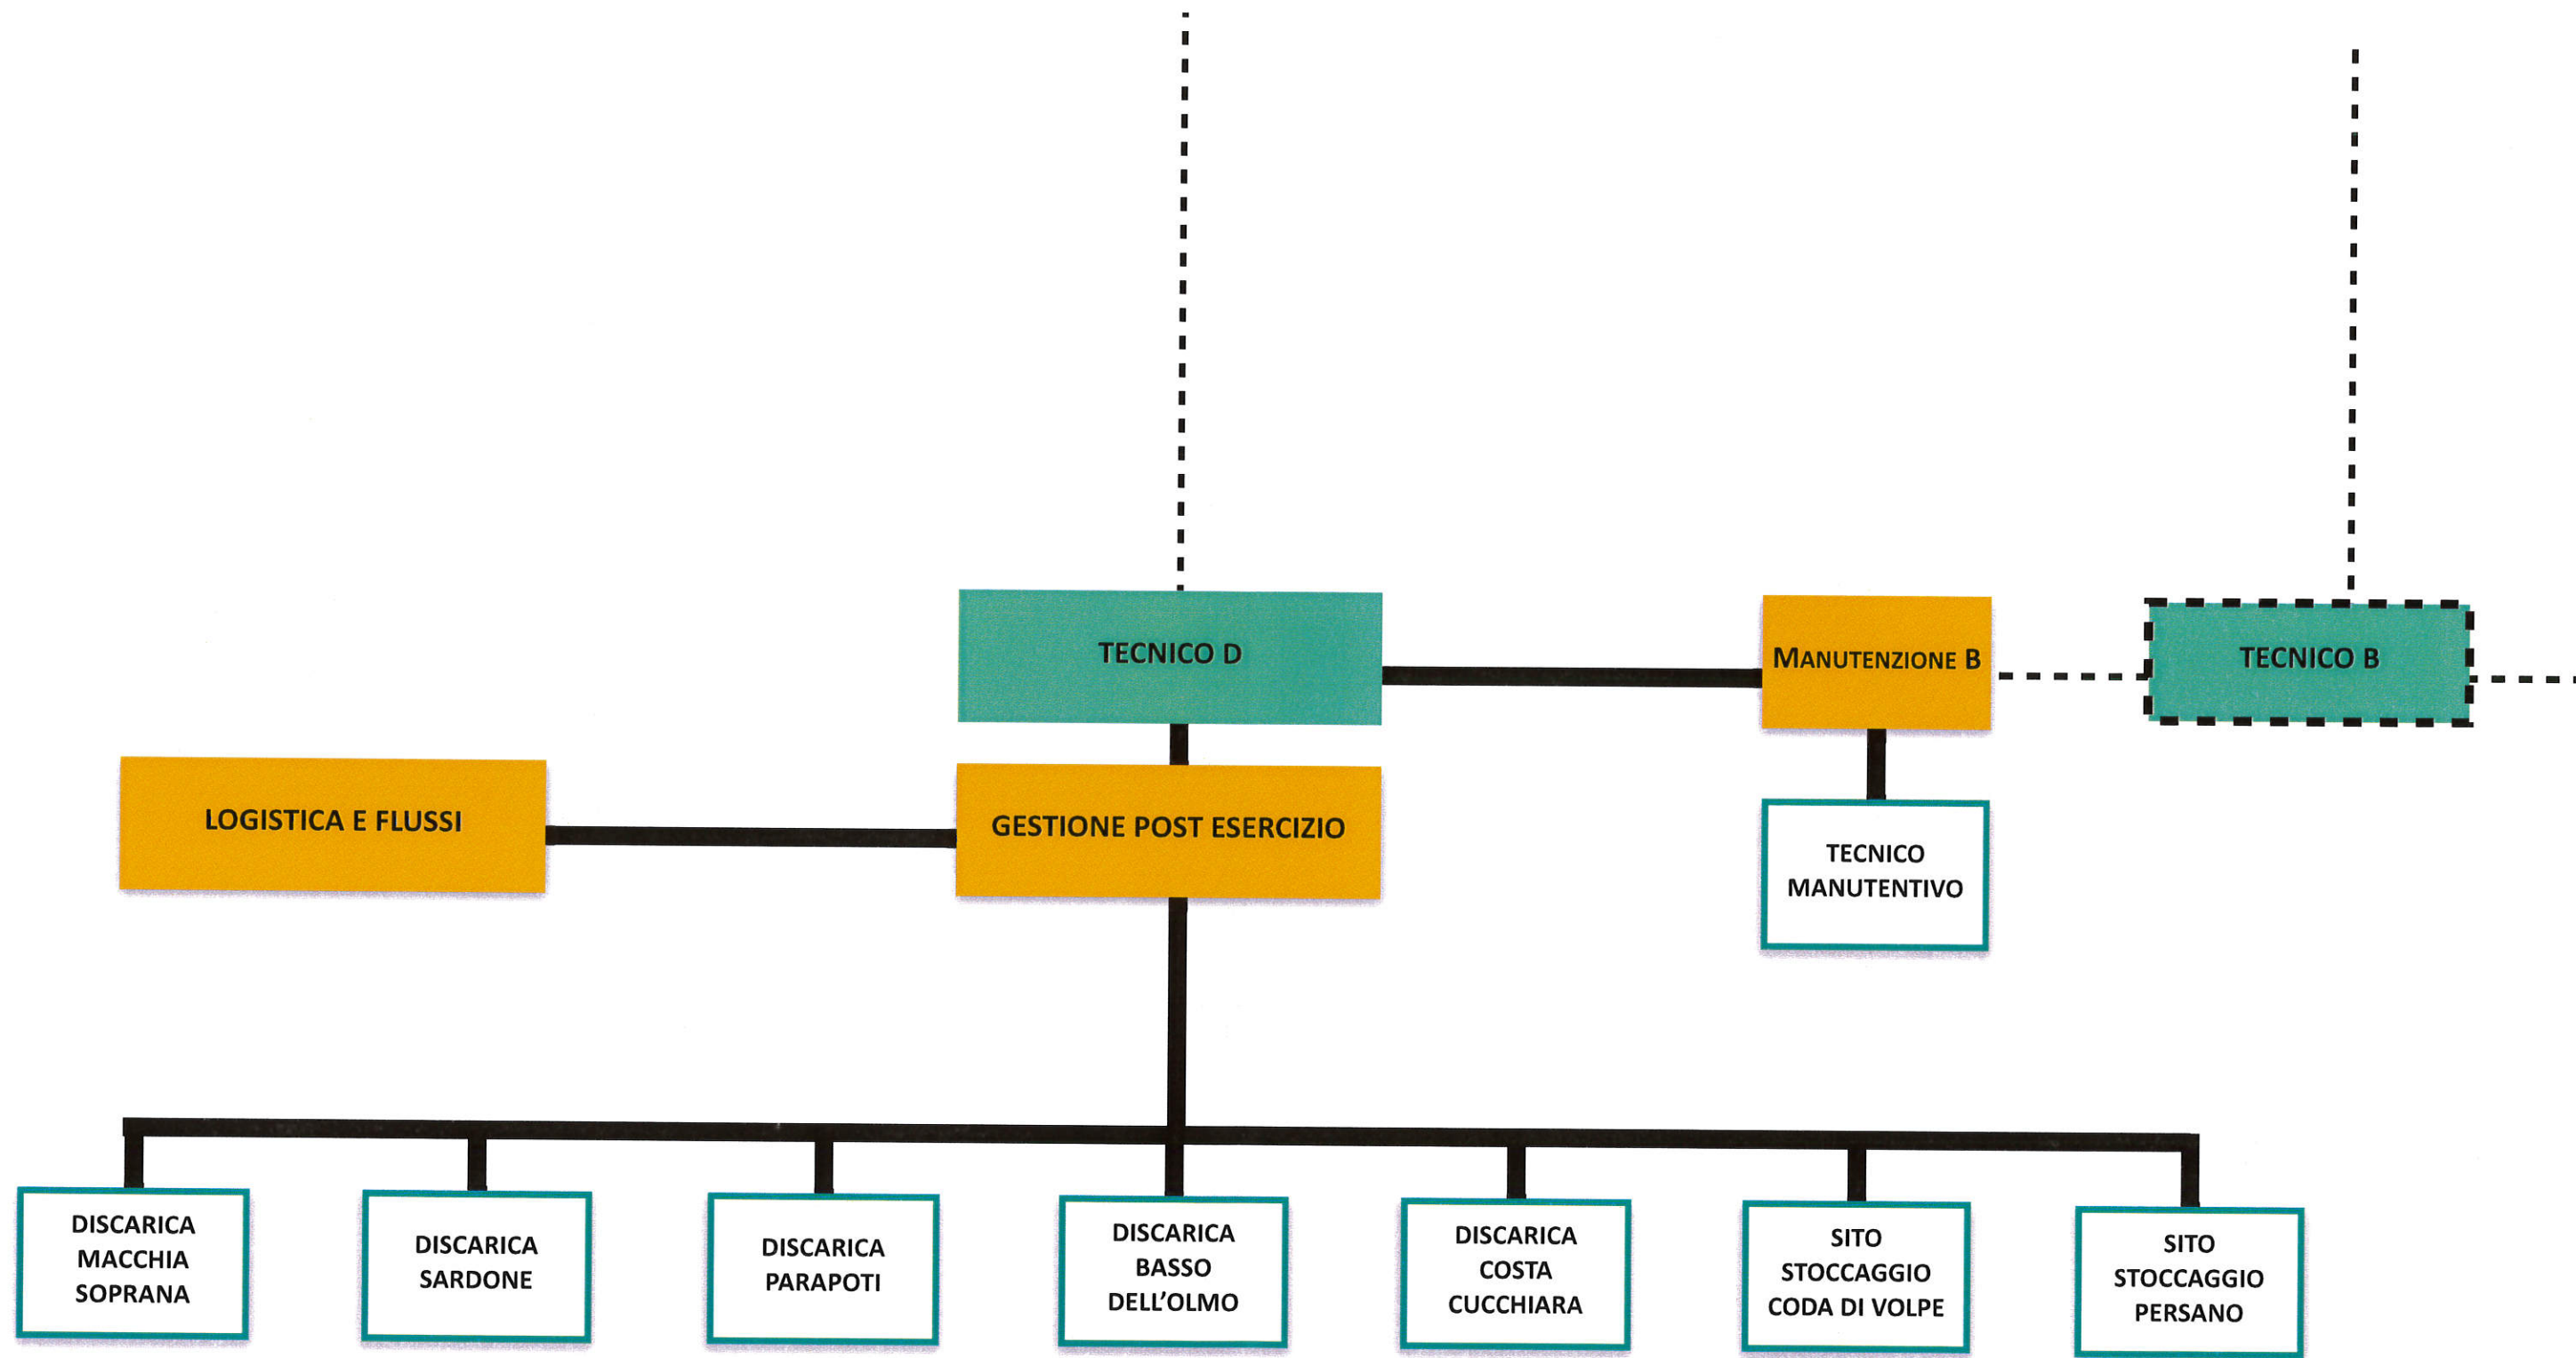 TECNICO D
MANUTENZIONE B
TECNICO B
LOGISTICA E FLUSSI
GESTIONE POST ESERCIZIO
TECNICO
MANUTENTIVO
DISCARICA
MACCHIA
SOPRANA
DISCARICA
SARDONE
DISCARICA
PARAPOTI
DISCARICA
BASSO
DELL'OLMO
DISCARICA
COSTA
CUCCHIARA
SITO
STOCCAGGIO
CODA DI VOLPE
SITO
STOCCAGGIO
PERSANO